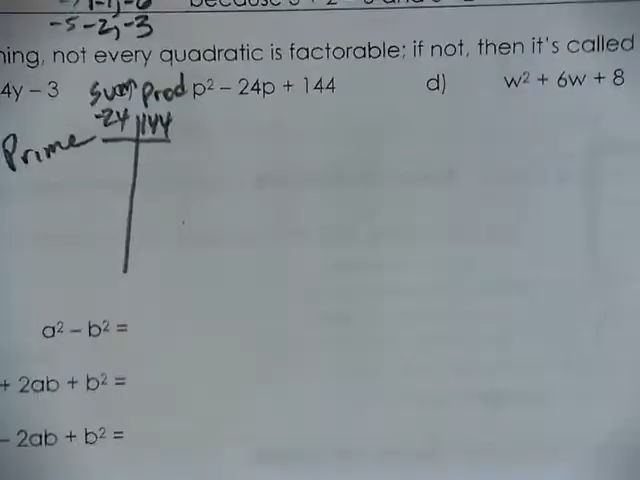 -5 -2, -3
ning, not every quadratic is factorable; if not, then it's called
4y – 3 sum prod p² – 24p + 144 d) w² + 6w + 8
-24 144
Prime
a² – b² =
+ 2ab + b² =
– 2ab + b² =